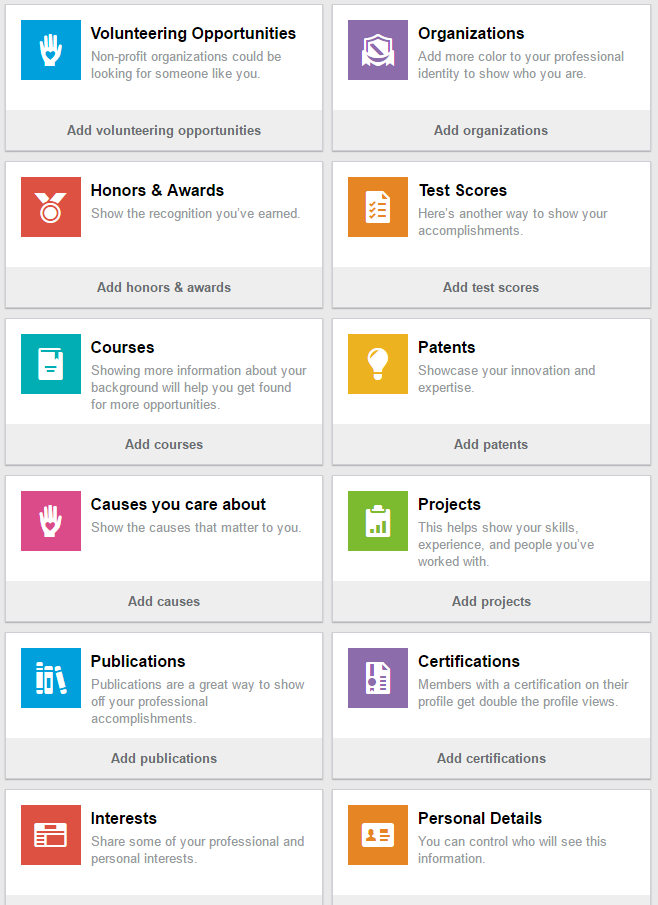 Volunteering Opportunities
Non-profit organizations could be
looking for someone like you.
Add volunteering opportunities
Organizations
Add more color to your professional
identity to show who you are.
Add organizations
Honors & Awards
Show the recognition you've earned.
Add honors & awards
Test Scores
Here's another way to show your
accomplishments.
Add test scores
Courses
Showing more information about your
background will help you get found
for more opportunities.
Add courses
Patents
Showcase your innovation and
expertise.
Add patents
Causes you care about
Show the causes that matter to you.
Add causes
Projects
This helps show your skills,
experience, and people you've
worked with.
Add projects
Publications
Publications are a great way to show
off your professional
accomplishments.
Add publications
Certifications
Members with a certification on their
profile get double the profile views.
Add certifications
Interests
Share some of your professional and
personal interests.
Personal Details
You can control who will see this
information.